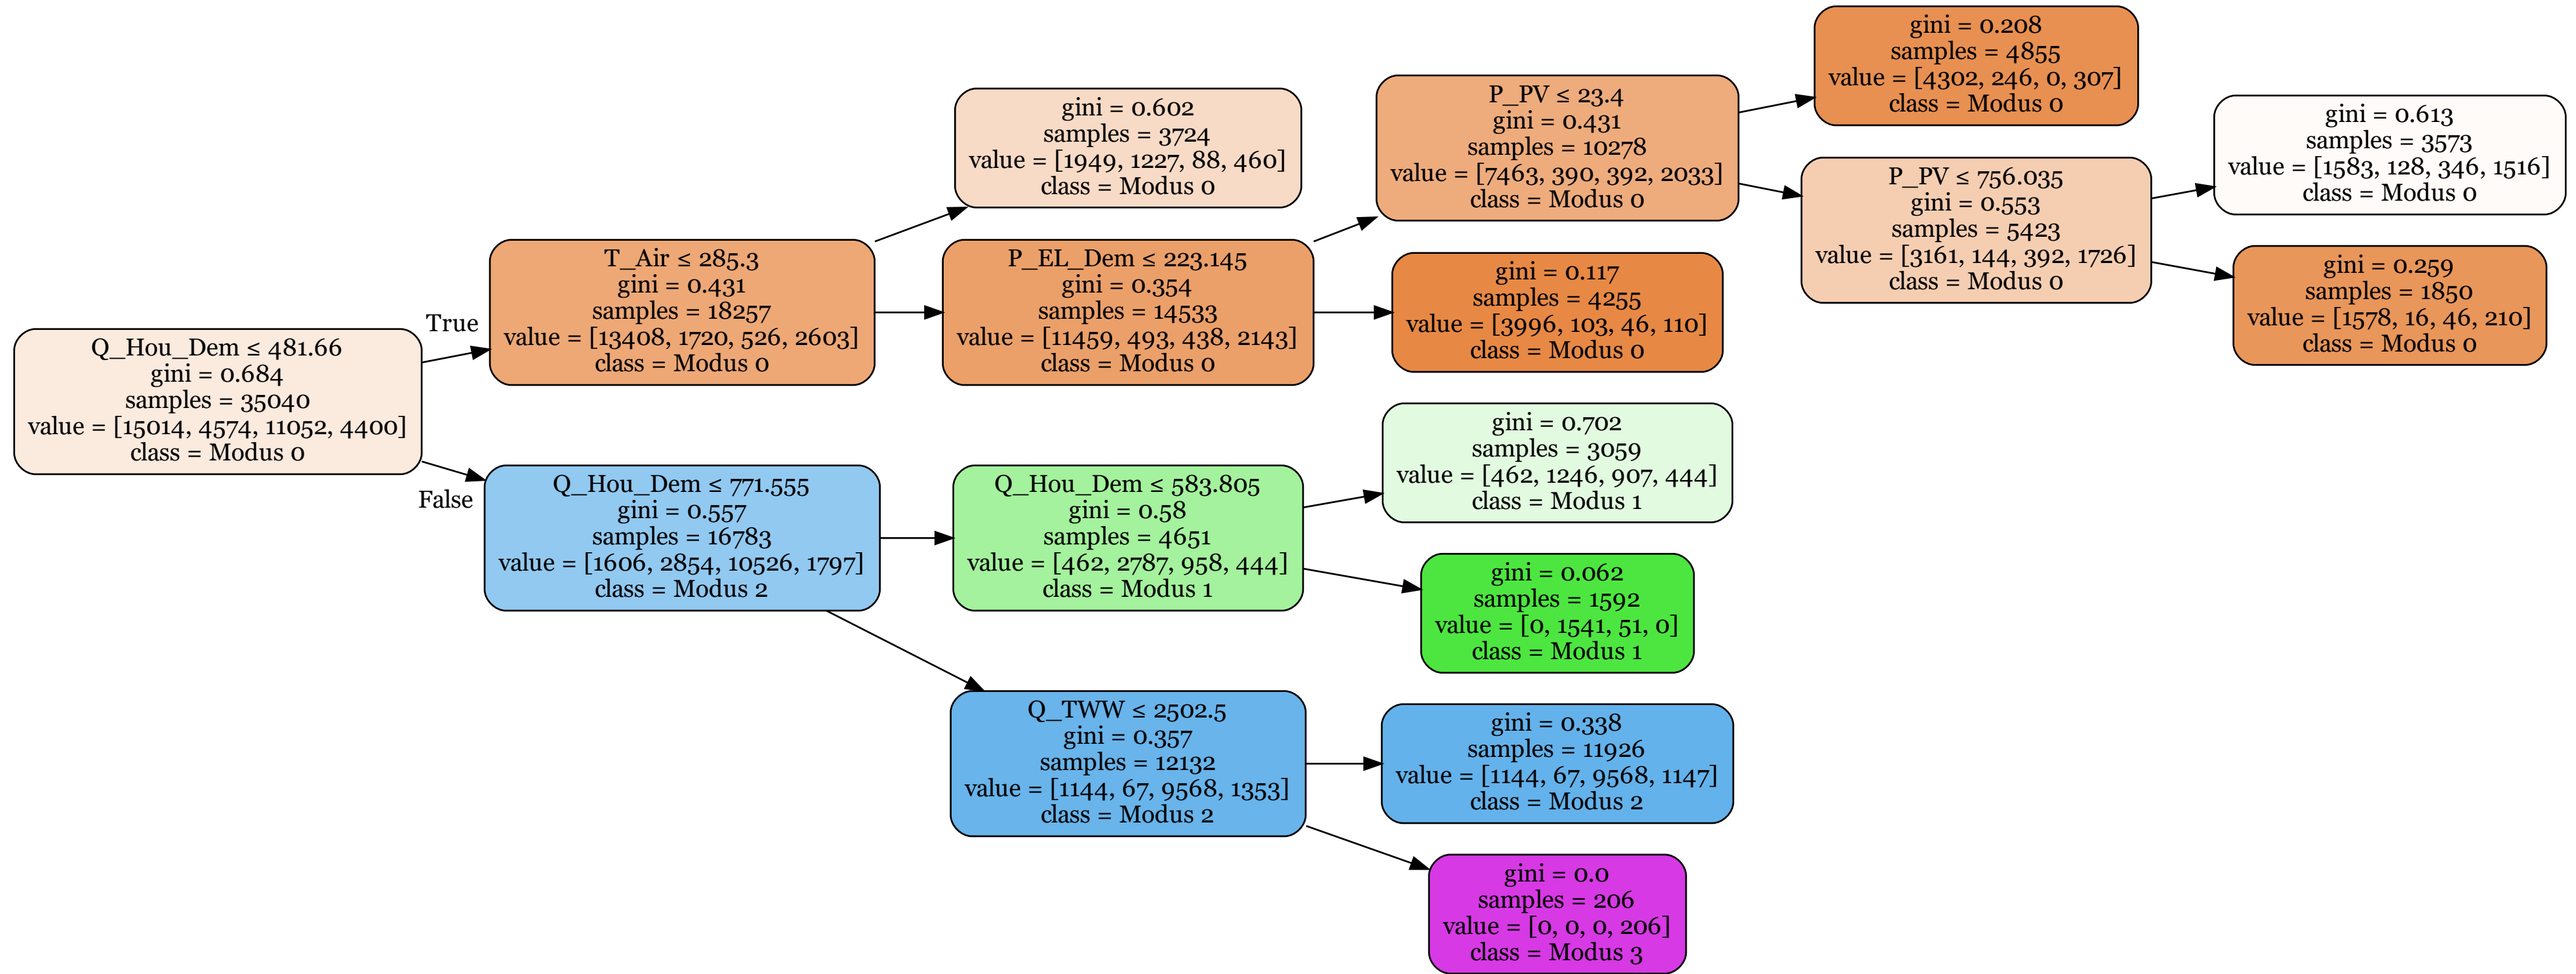 Q_Hou_Dem ≤ 481.66
gini = 0.684
samples = 35040
value = [15014, 4574, 11052, 4400]
class = Modus 0
True
False
T_Air ≤ 285.3
gini = 0.431
samples = 18257
value = [13408, 1720, 526, 2603]
class = Modus 0
Q_Hou_Dem ≤ 771.555
gini = 0.557
samples = 16783
value = [1606, 2854, 10526, 1797]
class = Modus 2
gini = 0.602
samples = 3724
value = [1949, 1227, 88, 460]
class = Modus 0
P_EL_Dem ≤ 223.145
gini = 0.354
samples = 14533
value = [11459, 493, 438, 2143]
class = Modus 0
Q_Hou_Dem ≤ 583.805
gini = 0.58
samples = 4651
value = [462, 2787, 958, 444]
class = Modus 1
Q_TWW ≤ 2502.5
gini = 0.357
samples = 12132
value = [1144, 67, 9568, 1353]
class = Modus 2
P_PV ≤ 23.4
gini = 0.431
samples = 10278
value = [7463, 390, 392, 2033]
class = Modus 0
gini = 0.117
samples = 4255
value = [3996, 103, 46, 110]
class = Modus 0
gini = 0.702
samples = 3059
value = [462, 1246, 907, 444]
class = Modus 1
gini = 0.062
samples = 1592
value = [0, 1541, 51, 0]
class = Modus 1
gini = 0.338
samples = 11926
value = [1144, 67, 9568, 1147]
class = Modus 2
gini = 0.0
samples = 206
value = [0, 0, 0, 206]
class = Modus 3
gini = 0.208
samples = 4855
value = [4302, 246, 0, 307]
class = Modus 0
P_PV ≤ 756.035
gini = 0.553
samples = 5423
value = [3161, 144, 392, 1726]
class = Modus 0
gini = 0.613
samples = 3573
value = [1583, 128, 346, 1516]
class = Modus 0
gini = 0.259
samples = 1850
value = [1578, 16, 46, 210]
class = Modus 0